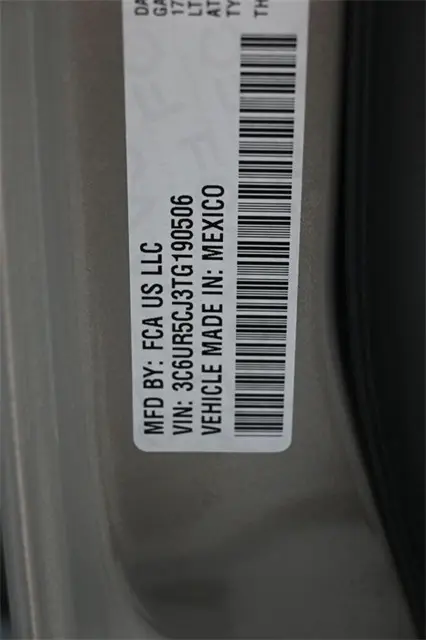 MFD BY: FCA US LLC
VIN: 3C6UR5CJ3TG190506
VEHICLE MADE IN: MEXICO